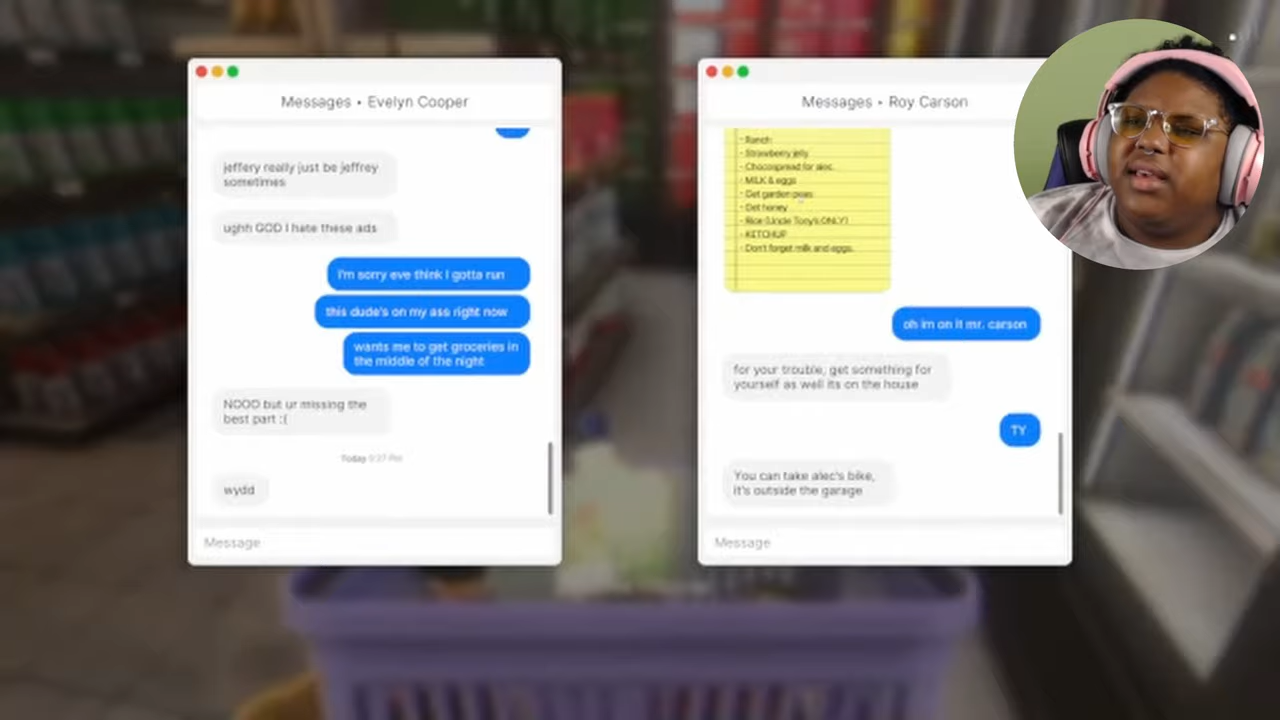 Messages • Evelyn Cooper
jeffery really just be jeffrey
sometimes
ughh GOD I hate these ads
I'm sorry eve think I gotta run
this dude's on my ass right now
wants me to get groceries in
the middle of the night
NOOO but ur missing the
best part :(
Today 9:27 PM
wydd
Message
Messages • Roy Carson
- Ranch
- Strawberry jelly
- Chocospread for alec.
- MILK & eggs
- Get garden peas
- Get honey
- Rice (Uncle Tony's ONLY)
- KETCHUP
- Don't forget milk and eggs.
oh im on it mr. carson
for your trouble, get something for
yourself as well its on the house
TY
You can take alec's bike,
it's outside the garage
Message